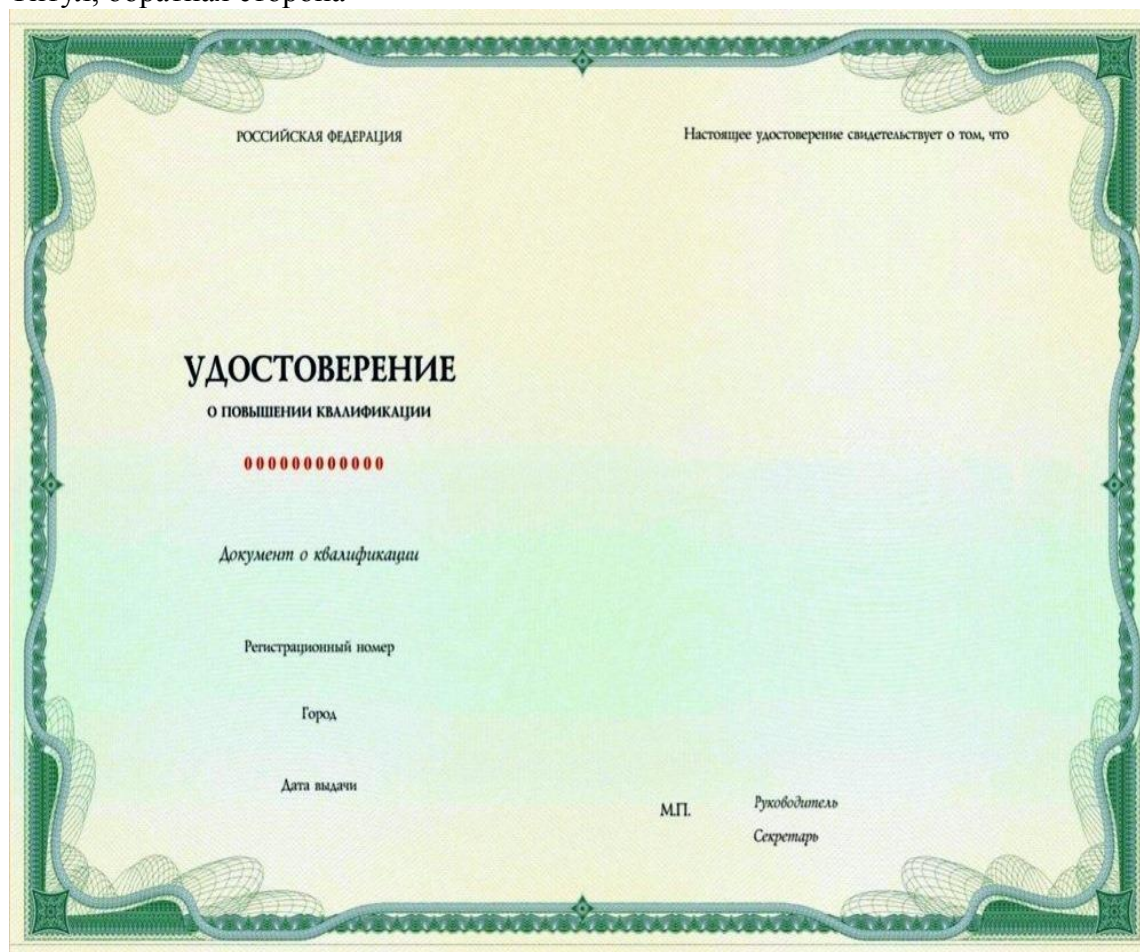 Титул, обратная сторона
РОССИЙСКАЯ ФЕДЕРАЦИЯ
УДОСТОВЕРЕНИЕ
О ПОВЫШЕНИИ КВАЛИФИКАЦИИ
000000000000
Документ о квалификации
Регистрационный номер
Город
Дата выдачи
Настоящее удостоверение свидетельствует о том, что
М.П.
Руководитель
Секретарь